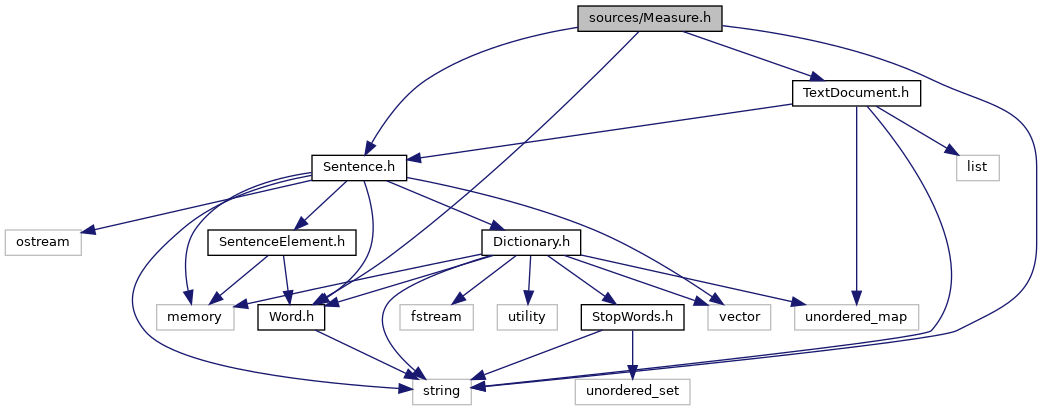 sources/Measure.h
TextDocument.h
Sentence.h
list
ostream
SentenceElement.h
Dictionary.h
memory
Word.h
fstream
utility
StopWords.h
vector
unordered_map
string
unordered_set